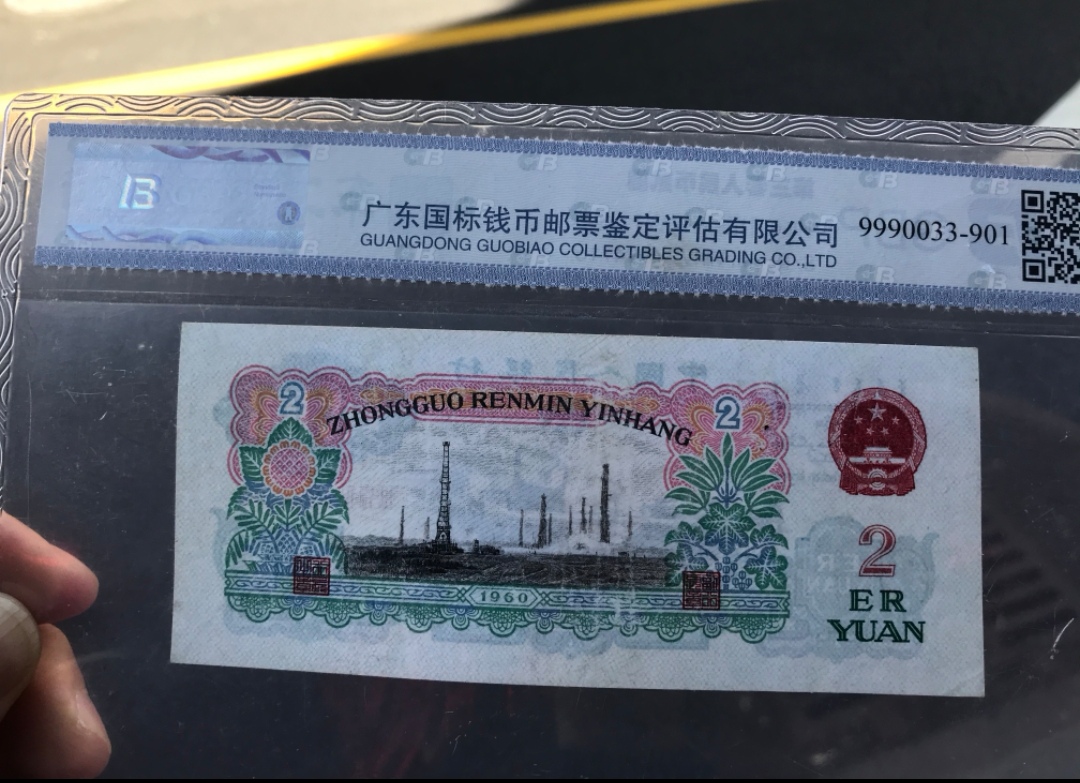 B
广东国标钱币邮票鉴定评估有限公司
GUANGDONG GUOBIAO COLLECTIBLES GRADING CO.,LTD
9990033-901
2
ZHONGGUO RENMIN YINHANG
2
1960
2
ER
YUAN